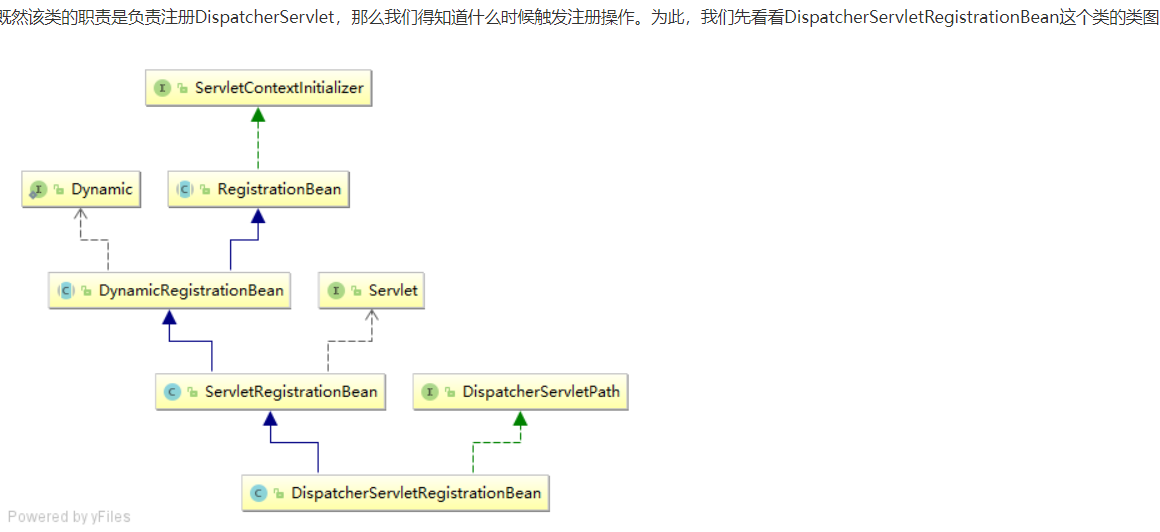 既然该类的职责是负责注册DispatcherServlet，那么我们得知道什么时候触发注册操作。为此，我们先看看DispatcherServletRegistrationBean这个类的类图
I ServletContextInitializer
I Dynamic
C RegistrationBean
C DynamicRegistrationBean
I Servlet
C ServletRegistrationBean
I DispatcherServletPath
C DispatcherServletRegistrationBean
Powered by yFiles